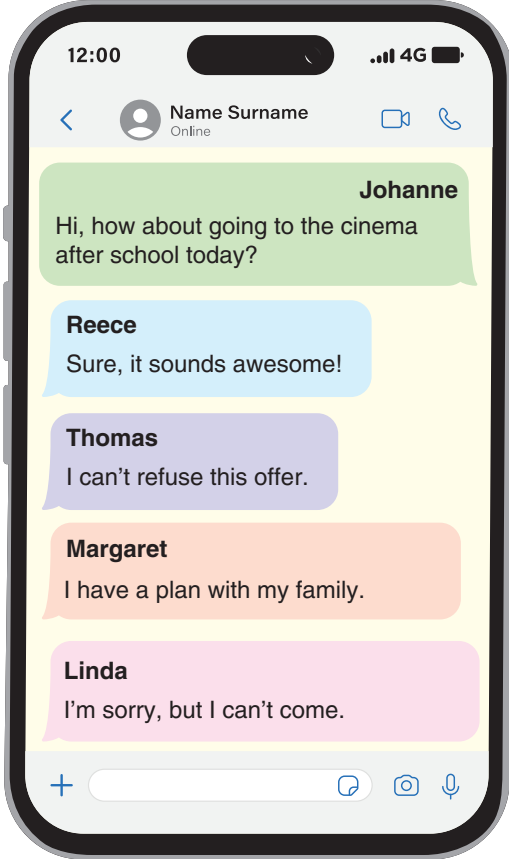 12:00
4G
Name Surname
Online
Johanne
Hi, how about going to the cinema
after school today?
Reece
Sure, it sounds awesome!
Thomas
I can’t refuse this offer.
Margaret
I have a plan with my family.
Linda
I’m sorry, but I can’t come.